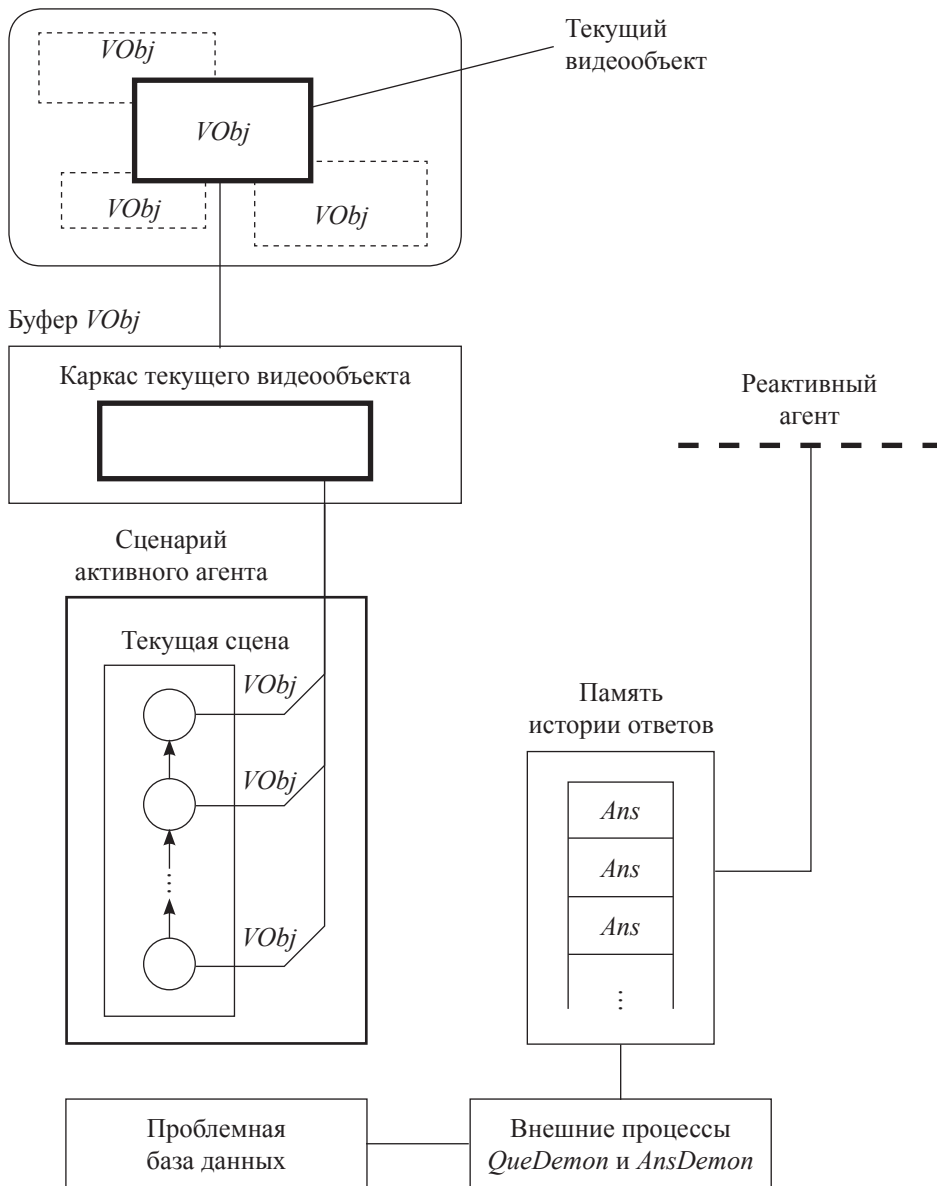 VObj
Текущий
видеообъект
VObj
VObj
VObj
Буфер VObj
Каркас текущего видеообъекта
Реактивный
агент
Сценарий
активного агента
Текущая сцена
VObj
VObj
VObj
Память
истории ответов
Ans
Ans
Ans
...
...
Проблемная
база данных
Внешние процессы
QueDemon и AnsDemon